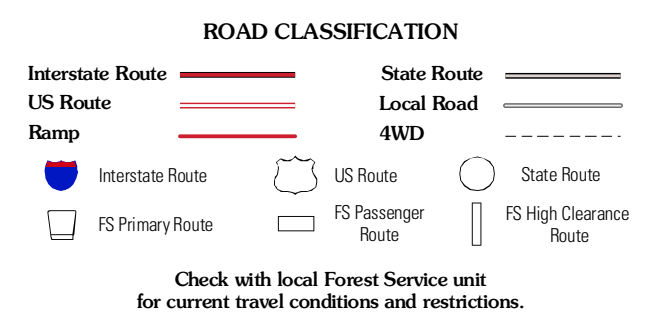 ROAD CLASSIFICATION
Interstate Route
State Route
US Route
Local Road
Ramp
4WD
Interstate Route
US Route
State Route
FS Primary Route
FS Passenger
Route
FS High Clearance
Route
Check with local Forest Service unit
for current travel conditions and restrictions.